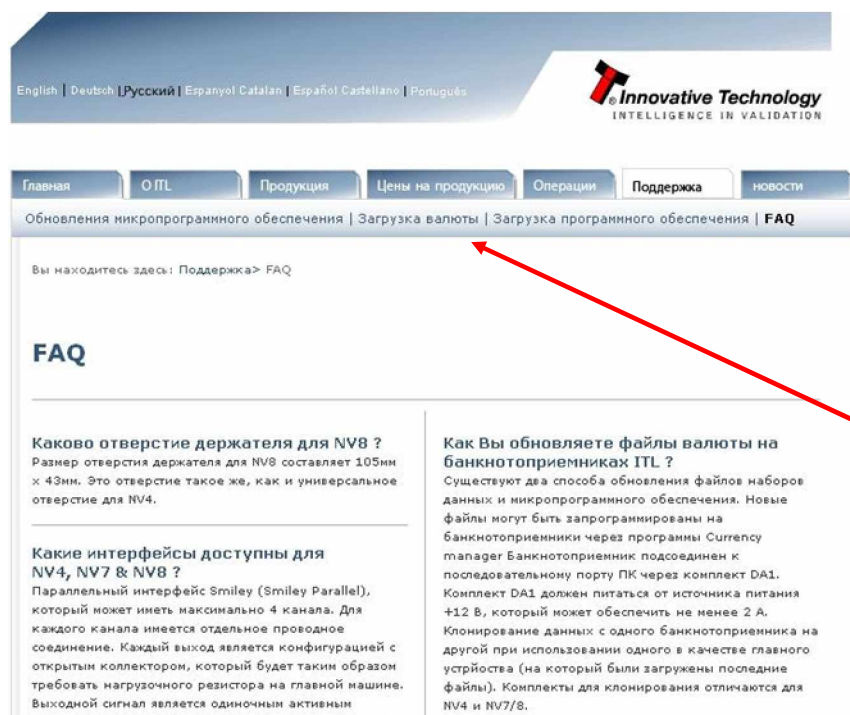 English | Deutsch | Русский | Espanyol Catalan | Español Castellano | Português
Innovative Technology
INTELLIGENCE IN VALIDATION
Главная О ITL Продукция Цены на продукцию Операции Поддержка новости
Обновления микропрограммного обеспечения | Загрузка валюты | Загрузка программного обеспечения | FAQ
Вы находитесь здесь: Поддержка> FAQ
FAQ
Каково отверстие держателя для NV8 ?
Размер отверстия держателя для NV8 составляет 105мм
x 43мм. Это отверстие такое же, как и универсальное
отверстие для NV4.
Какие интерфейсы доступны для
NV4, NV7 & NV8 ?
Параллельный интерфейс Smiley (Smiley Parallel),
который может иметь максимально 4 канала. Для
каждого канала имеется отдельное проводное
соединение. Каждый выход является конфигурацией с
открытым коллектором, который будет таким образом
требовать нагрузочного резистора на главной машине.
Выходной сигнал является одиночным активным
Как Вы обновляете файлы валюты на
банкнотоприемниках ITL ?
Существуют два способа обновления файлов наборов
данных и микропрограммного обеспечения. Новые
файлы могут быть запрограммированы на
банкнотоприемники через программы Currency
manager Банкнотоприемник подсоединен к
последовательному порту ПК через комплект DA1.
Комплект DA1 должен питаться от источника питания
+12 В, который может обеспечить не менее 2 А.
Клонирование данных с одного банкнотоприемника на
другой при использовании одного в качестве главного
устрйоства (на который были загружены последние
файлы). Комплекты для клонирования отличаются для
NV4 и NV7/8.